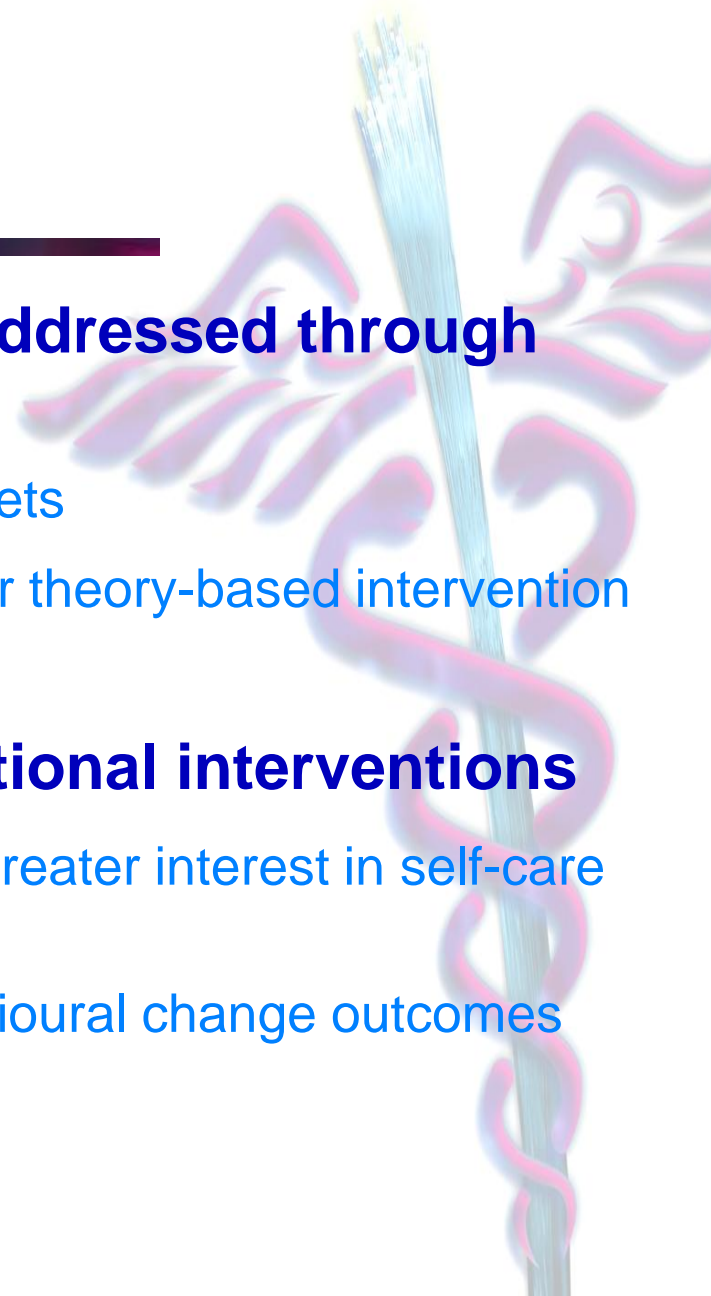 ddressed through
ets
r theory-based intervention
tional interventions
reater interest in self-care
ioural change outcomes